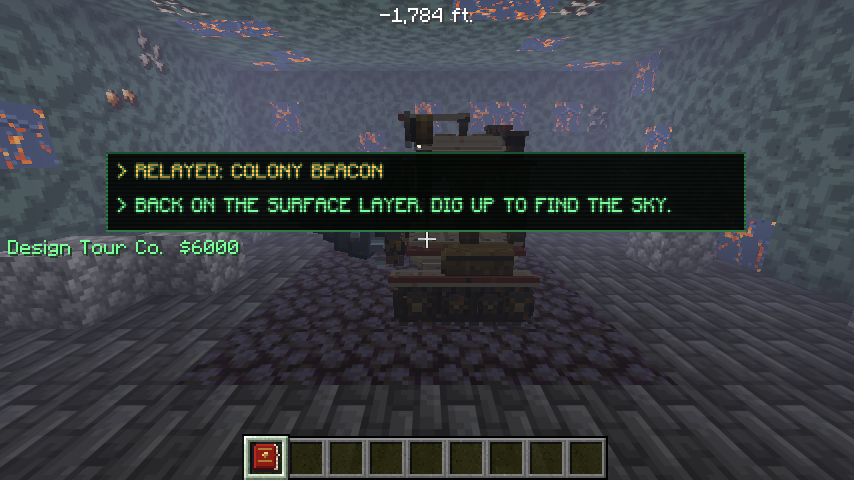 -1,784 ft.
> RELAYED: COLONY BEACON
> BACK ON THE SURFACE LAYER. DIG UP TO FIND THE SKY.
Design Tour Co. $6000